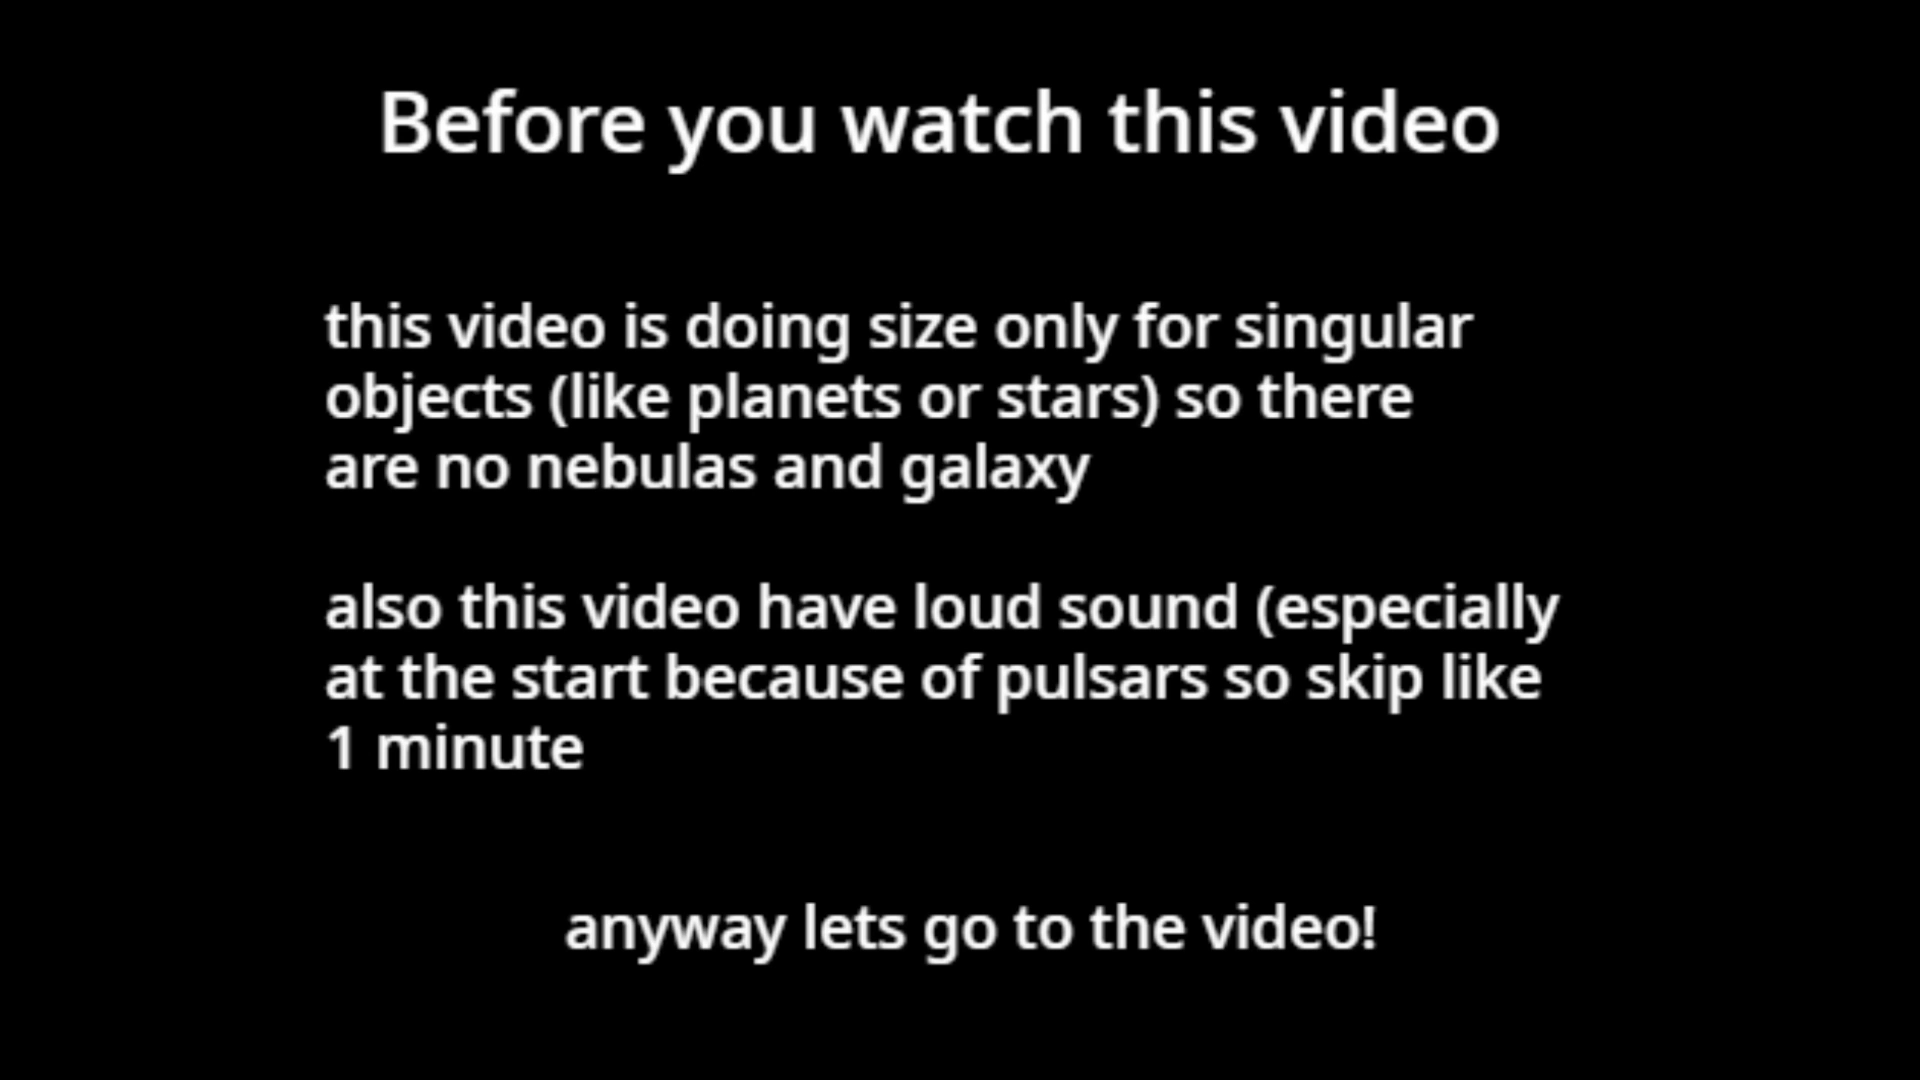 Before you watch this video
this video is doing size only for singular
objects (like planets or stars) so there
are no nebulas and galaxy
also this video have loud sound (especially
at the start because of pulsars so skip like
1 minute
anyway lets go to the video!